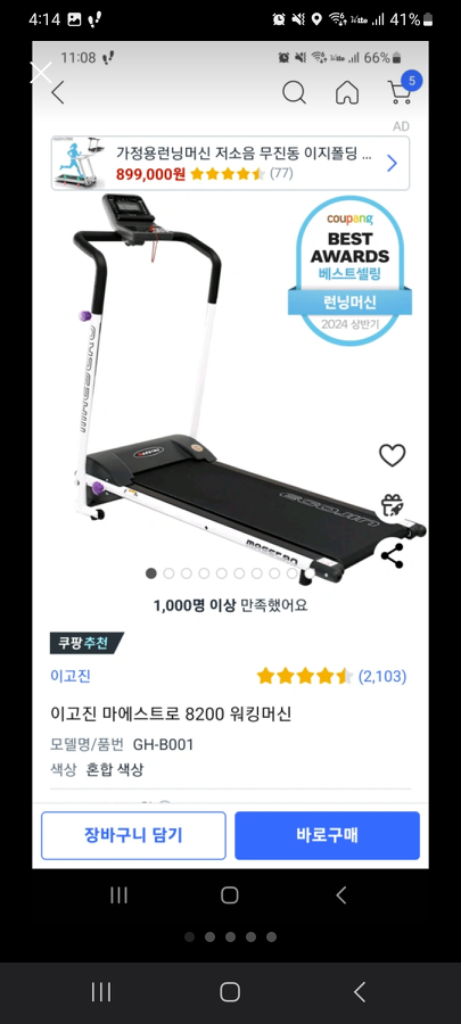 4:14
41%
11:08
66%
5
AD
가정용런닝머신 저소음 무진동 이지폴딩 ...
899,000원 (77)
coupang
BEST
AWARDS
베스트셀링
런닝머신
2024 상반기
1,000명 이상 만족했어요
쿠팡추천
이고진 (2,103)
이고진 마에스트로 8200 워킹머신
모델명/품번 GH-B001
색상 혼합 색상
장바구니 담기 바로구매